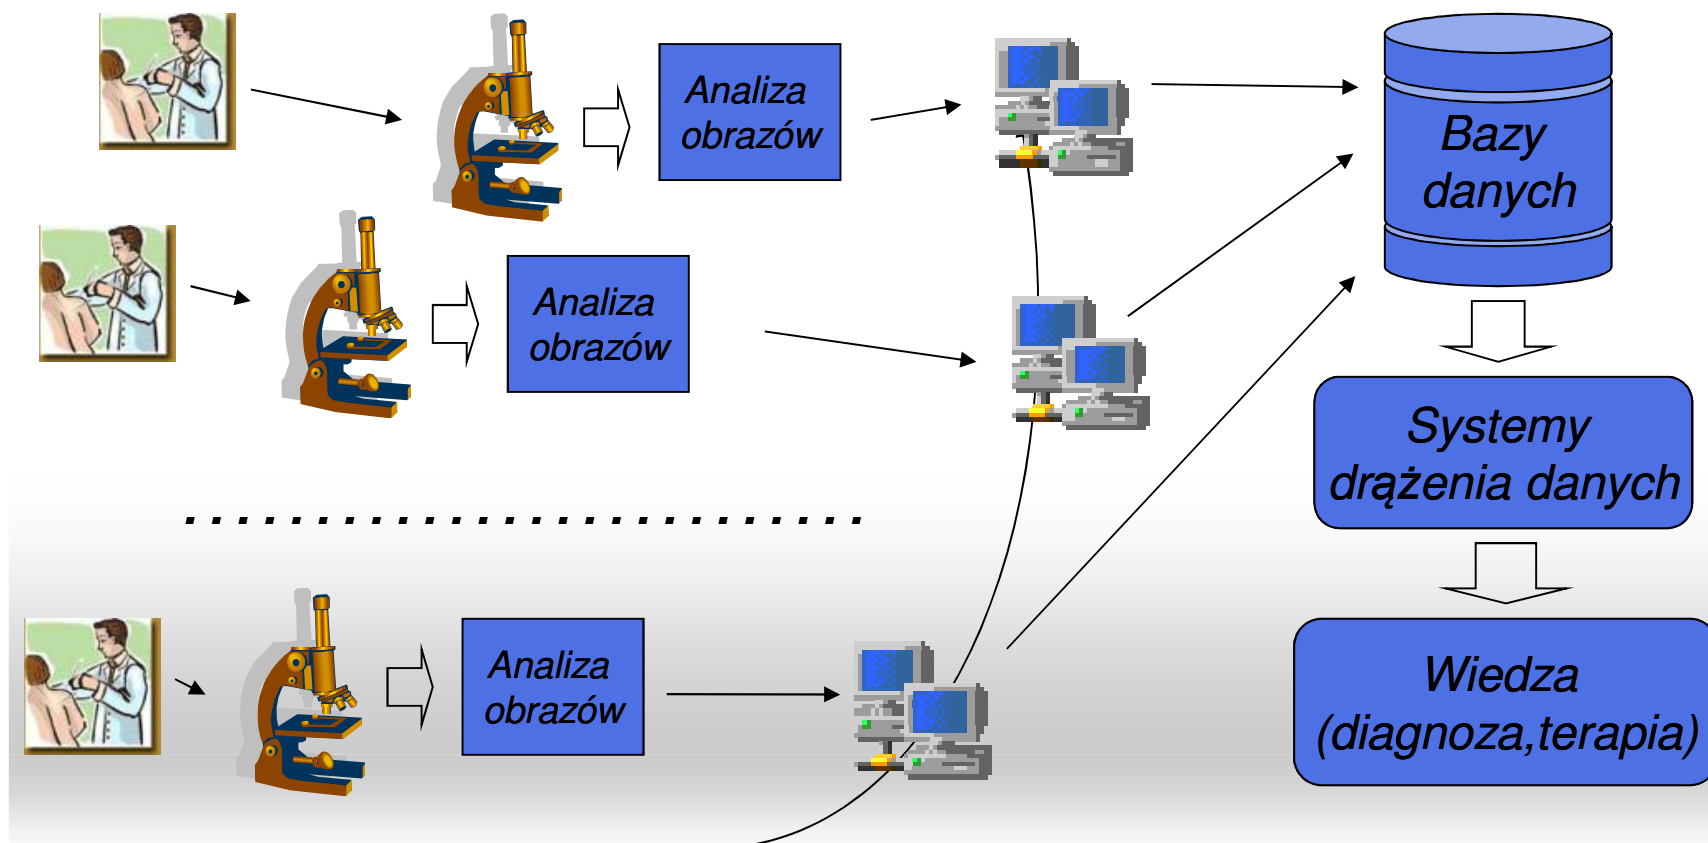 Analiza
obrazów
Bazy
danych
Analiza
obrazów
Systemy
drążenia danych
Analiza
obrazów
Wiedza
(diagnoza,terapia)